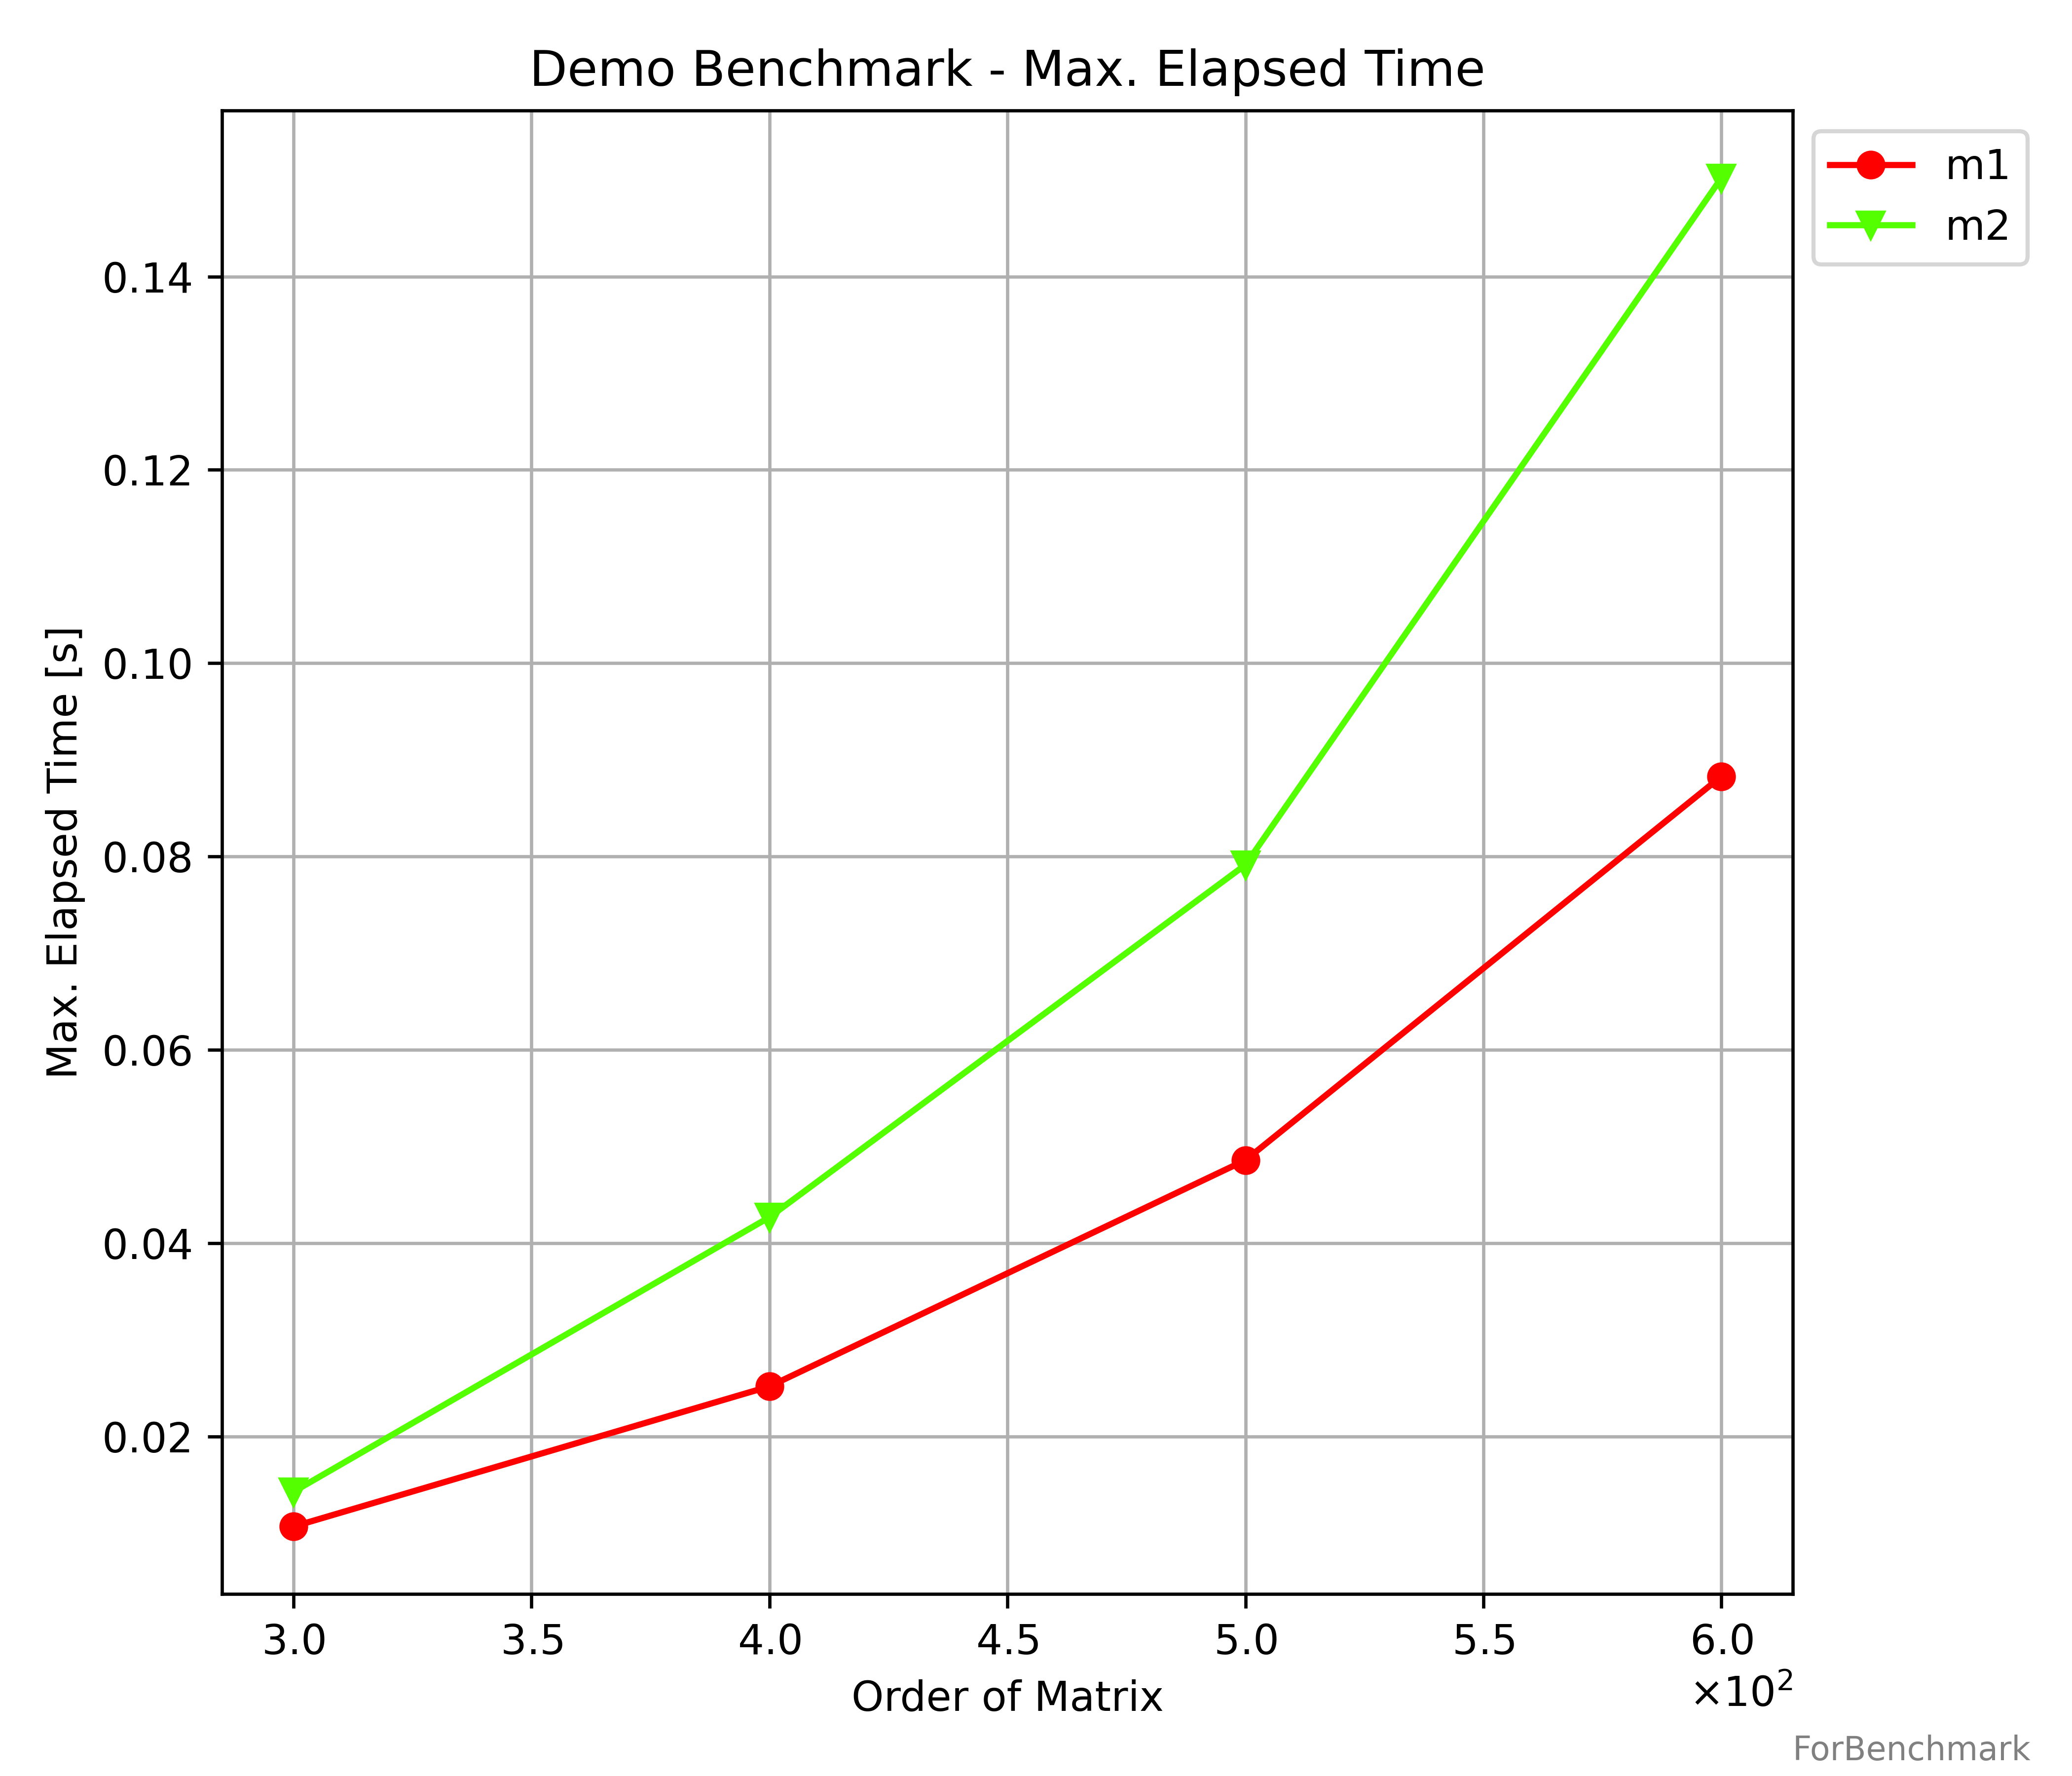 Demo Benchmark - Max. Elapsed Time
m1
m2
Max. Elapsed Time [s]
0.14
0.12
0.10
0.08
0.06
0.04
0.02
3.0 3.5 4.0 4.5 5.0 5.5 6.0
Order of Matrix
×10²
ForBenchmark